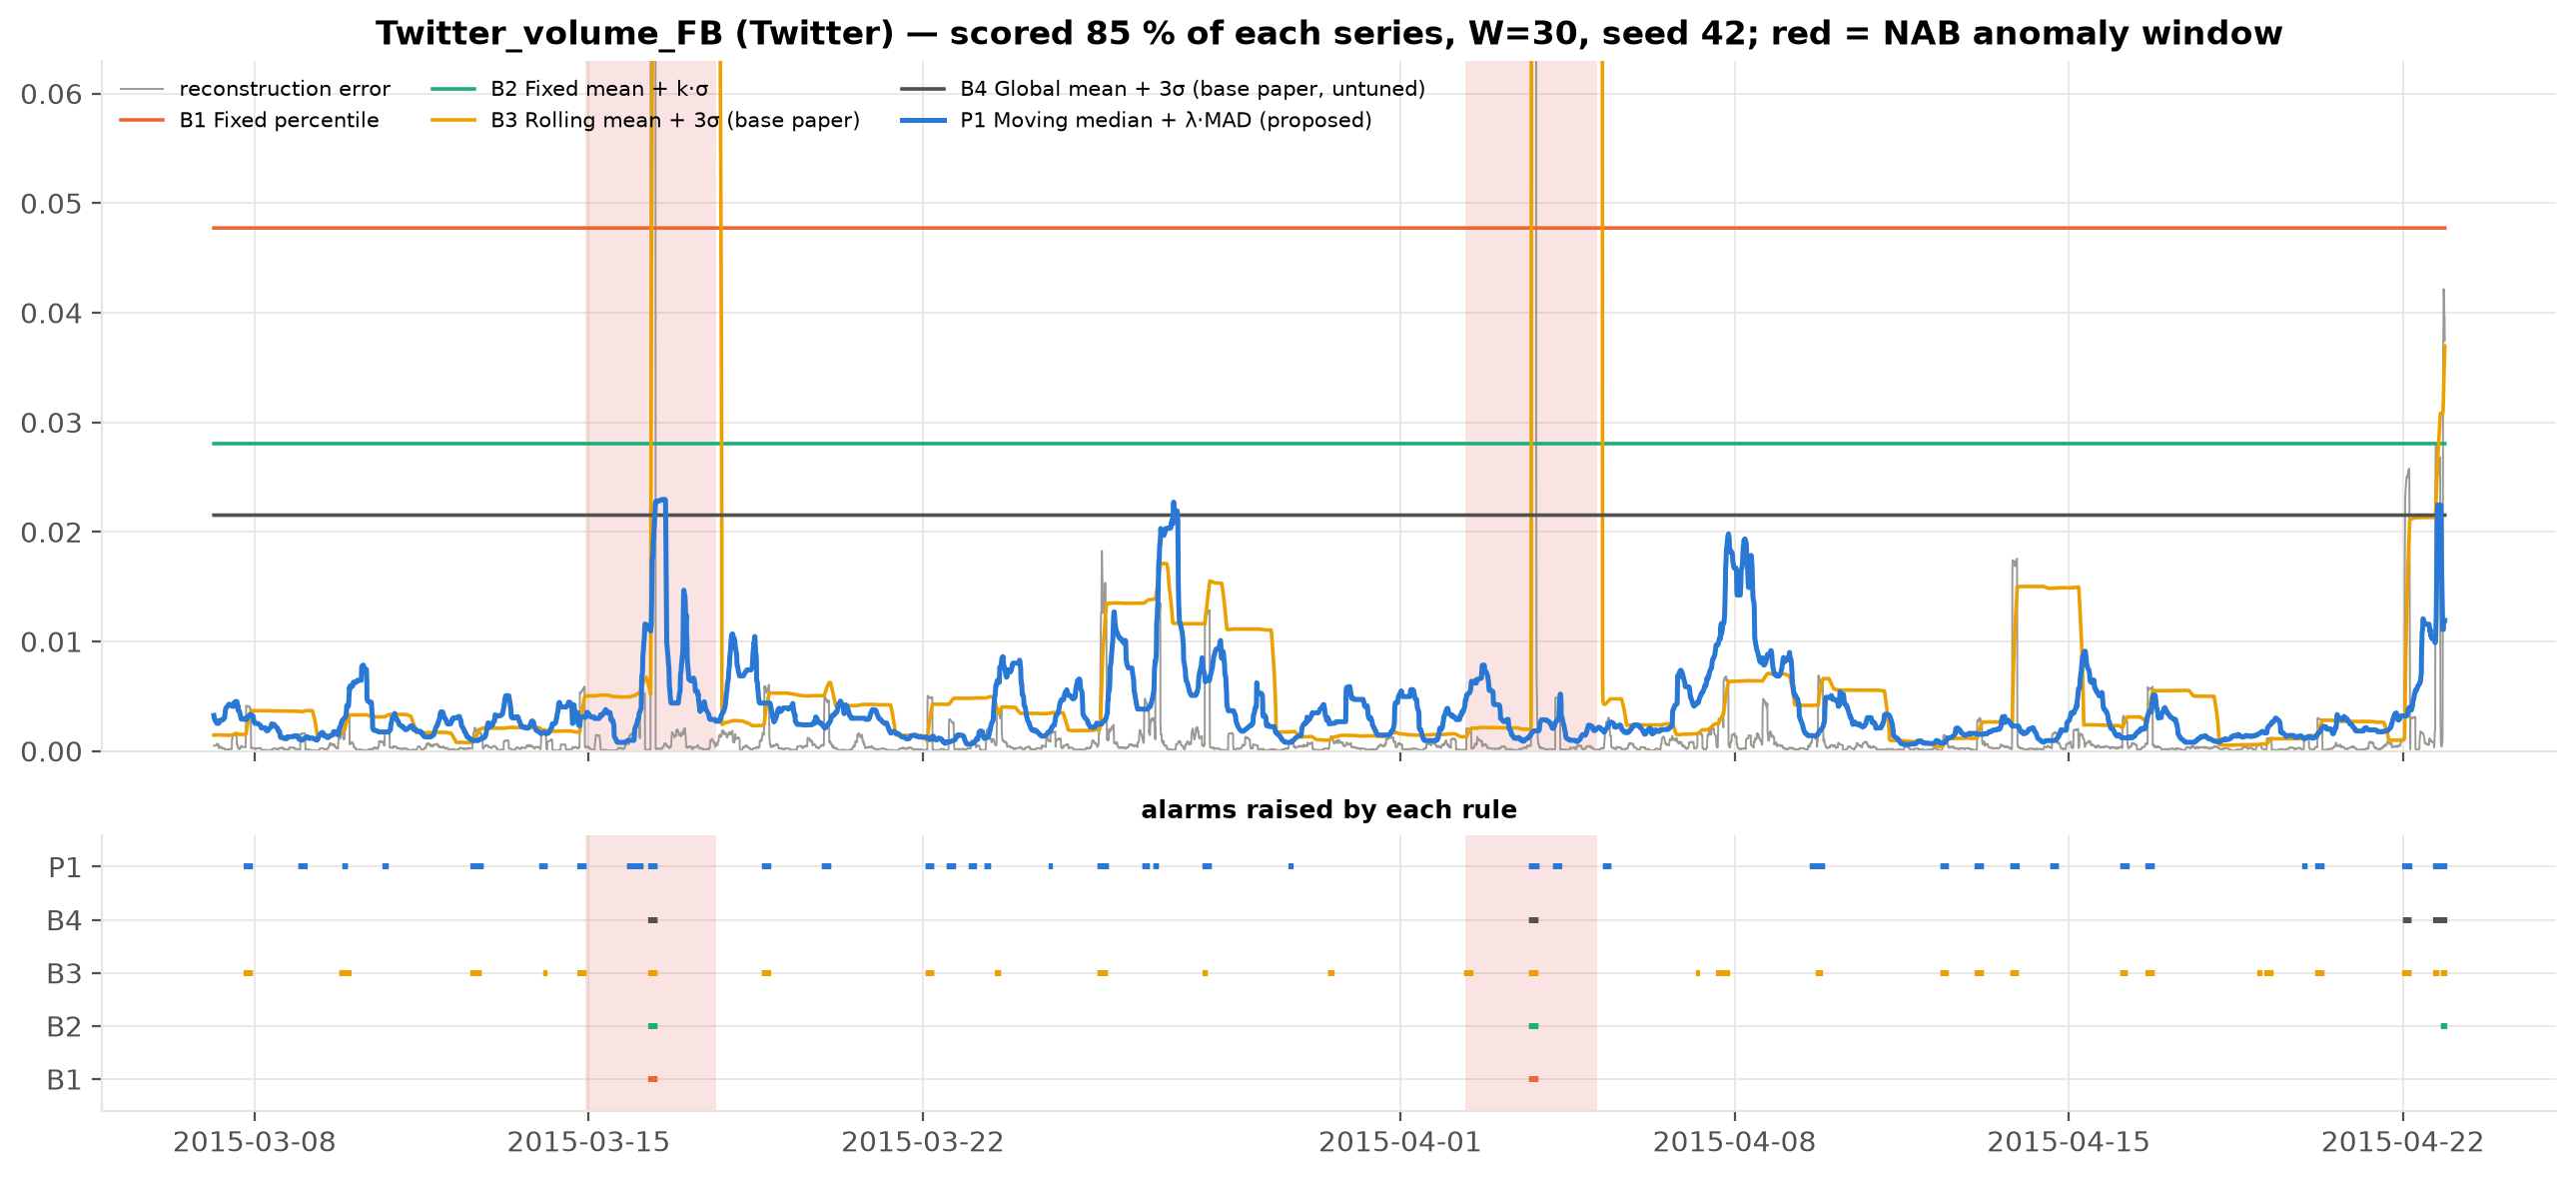 Twitter_volume_FB (Twitter) — scored 85 % of each series, W=30, seed 42; red = NAB anomaly window
reconstruction error
B1 Fixed percentile
B2 Fixed mean + k·σ
B3 Rolling mean + 3σ (base paper)
B4 Global mean + 3σ (base paper, untuned)
P1 Moving median + λ·MAD (proposed)
0.06
0.05
0.04
0.03
0.02
0.01
0.00
alarms raised by each rule
P1
B4
B3
B2
B1
2015-03-08
2015-03-15
2015-03-22
2015-04-01
2015-04-08
2015-04-15
2015-04-22